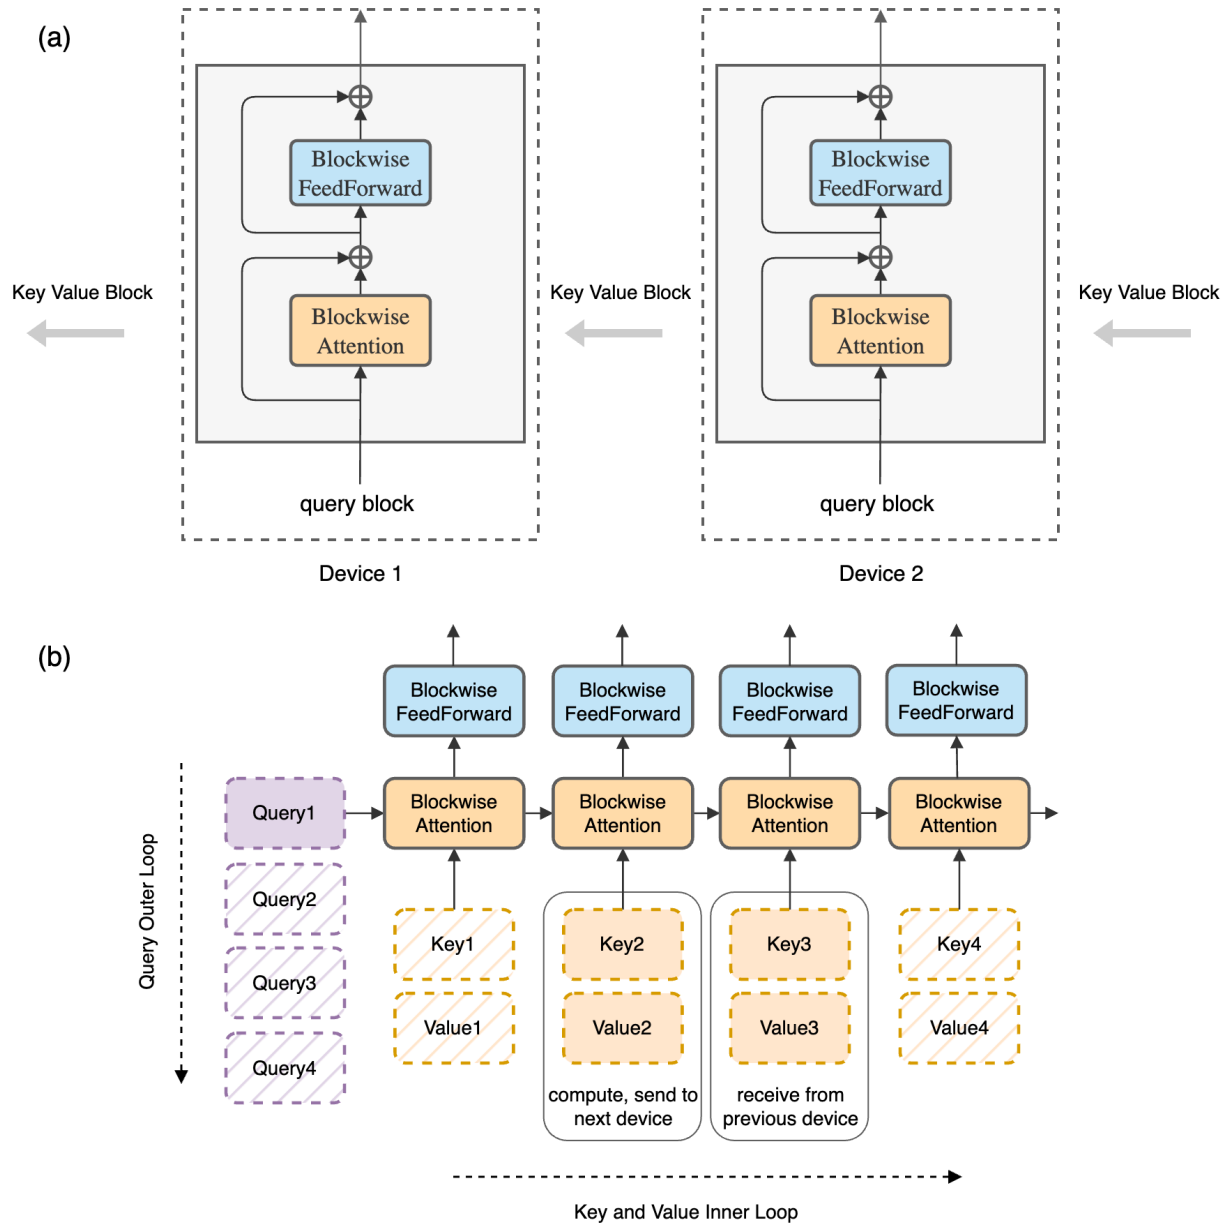 (a)
Blockwise
FeedForward
Blockwise
Attention
query block
Device 1
Key Value Block
Key Value Block
Key Value Block
Blockwise
FeedForward
Blockwise
Attention
query block
Device 2
(b)
Blockwise
FeedForward
Blockwise
FeedForward
Blockwise
FeedForward
Blockwise
FeedForward
Query Outer Loop
Query1
Query2
Query3
Query4
Blockwise
Attention
Blockwise
Attention
Blockwise
Attention
Blockwise
Attention
Key1
Value1
Key2
Value2
compute, send to
next device
Key3
Value3
receive from
previous device
Key4
Value4
Key and Value Inner Loop